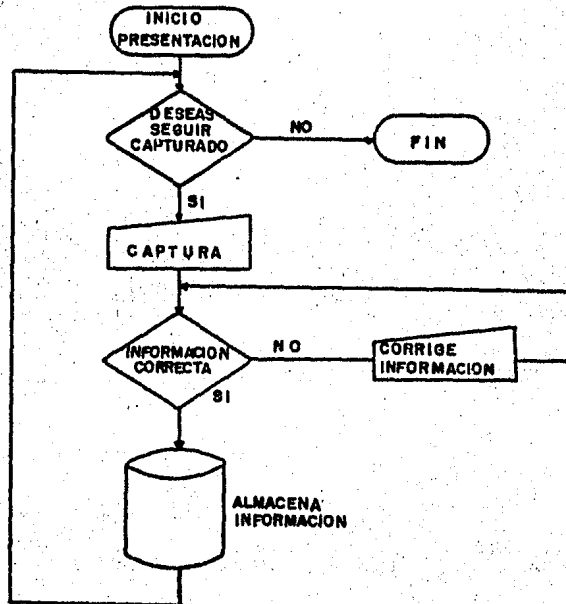 INICIO
PRESENTACION
DESEAS
SEGUIR
CAPTURADO
NO
FIN
SI
CAPTURA
INFORMACION
CORRECTA
NO
CORRIGE
INFORMACION
SI
ALMACENA
INFORMACION